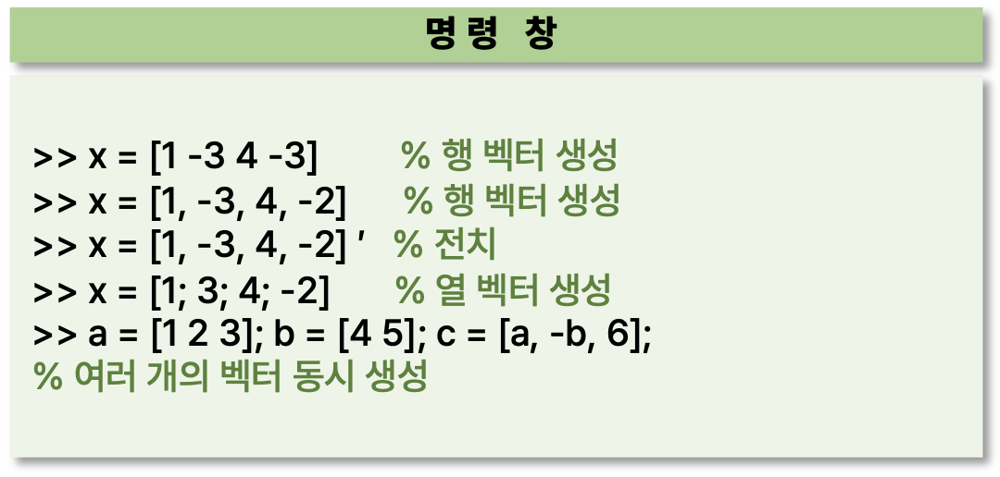 명령 창
>> x = [1 -3 4 -3] % 행 벡터 생성
>> x = [1, -3, 4, -2] % 행 벡터 생성
>> x = [1, -3, 4, -2] ’ % 전치
>> x = [1; 3; 4; -2] % 열 벡터 생성
>> a = [1 2 3]; b = [4 5]; c = [a, -b, 6];
% 여러 개의 벡터 동시 생성